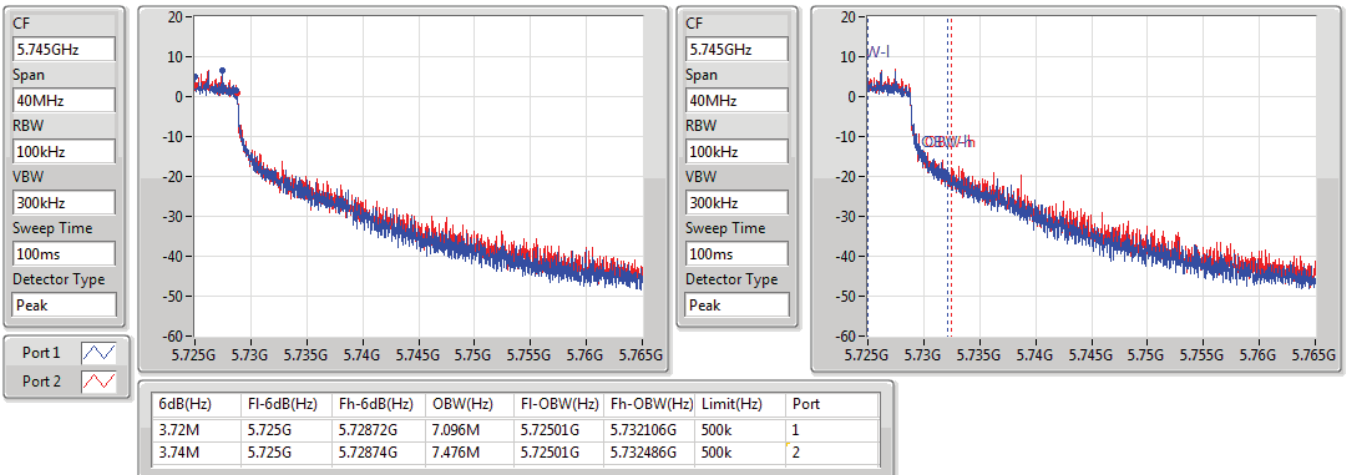 CF
5.745GHz
Span
40MHz
RBW
100kHz
VBW
300kHz
Sweep Time
100ms
Detector Type
Peak
Port 1
Port 2
20
10
0
-10
-20
-30
-40
-50
-60
5.725G 5.73G 5.735G 5.74G 5.745G 5.75G 5.755G 5.76G 5.765G
CF
5.745GHz
Span
40MHz
RBW
100kHz
VBW
300kHz
Sweep Time
100ms
Detector Type
Peak
20
10
0
-10
-20
-30
-40
-50
-60
W-l
5.725G 5.73G 5.735G 5.74G 5.745G 5.75G 5.755G 5.76G 5.765G
6dB(Hz) Fl-6dB(Hz) Fh-6dB(Hz) OBW(Hz) Fl-OBW(Hz) Fh-OBW(Hz) Limit(Hz) Port
3.72M 5.725G 5.72872G 7.096M 5.72501G 5.732106G 500k 1
3.74M 5.725G 5.72874G 7.476M 5.72501G 5.732486G 500k 2